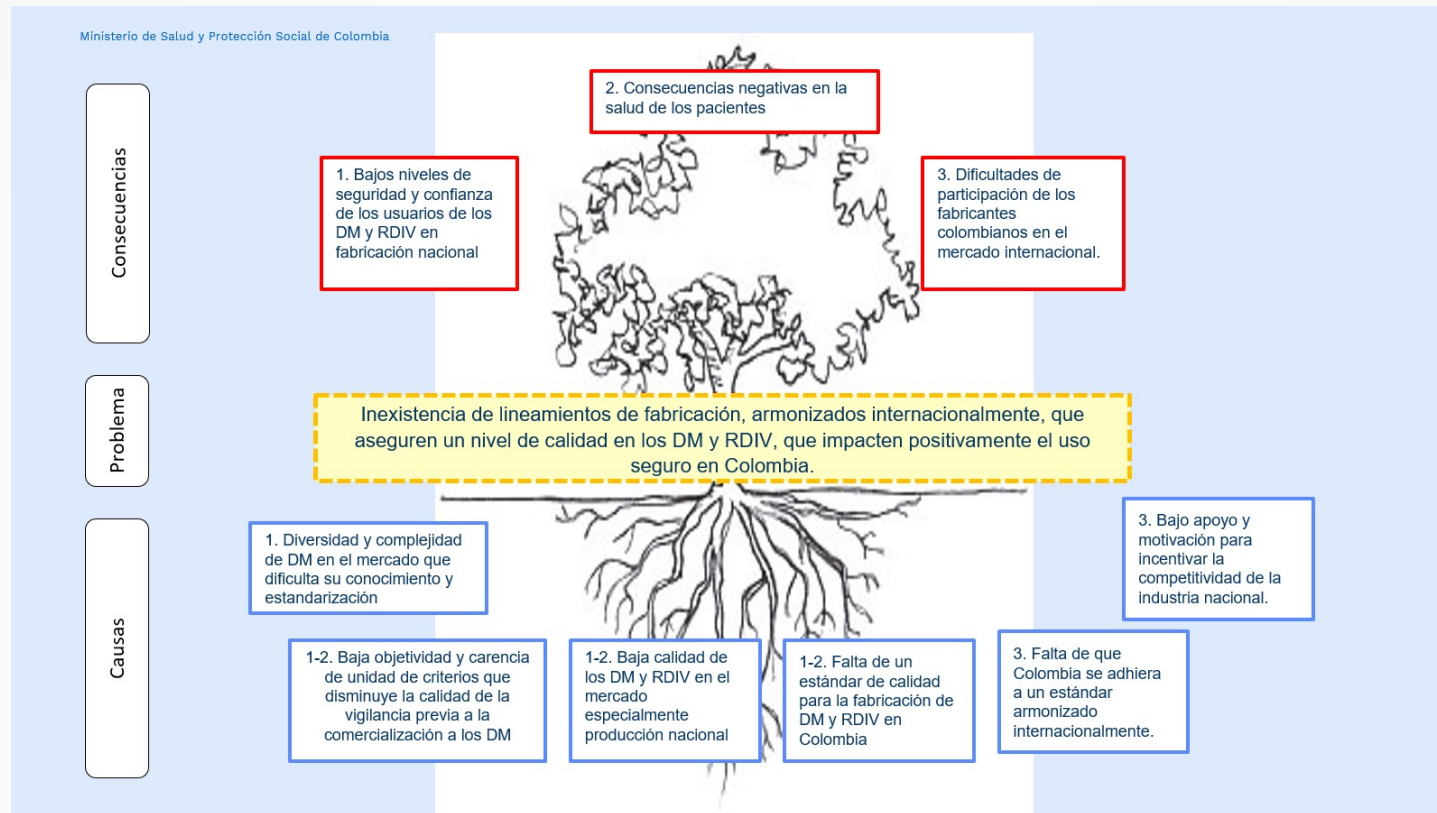 Ministerio de Salud y Protección Social de Colombia
Consecuencias
2. Consecuencias negativas en la
salud de los pacientes
1. Bajos niveles de
seguridad y confianza
de los usuarios de los
DM y RDIV en
fabricación nacional
3. Dificultades de
participación de los
fabricantes
colombianos en el
mercado internacional.
Problema
Inexistencia de lineamientos de fabricación, armonizados internacionalmente, que
aseguren un nivel de calidad en los DM y RDIV, que impacten positivamente el uso
seguro en Colombia.
Causas
1. Diversidad y complejidad
de DM en el mercado que
dificulta su conocimiento y
estandarización
3. Bajo apoyo y
motivación para
incentivar la
competitividad de la
industria nacional.
1-2. Baja objetividad y carencia
de unidad de criterios que
disminuye la calidad de la
vigilancia previa a la
comercialización a los DM
1-2. Baja calidad de
los DM y RDIV en el
mercado
especialmente
producción nacional
1-2. Falta de un
estándar de calidad
para la fabricación de
DM y RDIV en
Colombia
3. Falta de que
Colombia se adhiera
a un estándar
armonizado
internacionalmente.